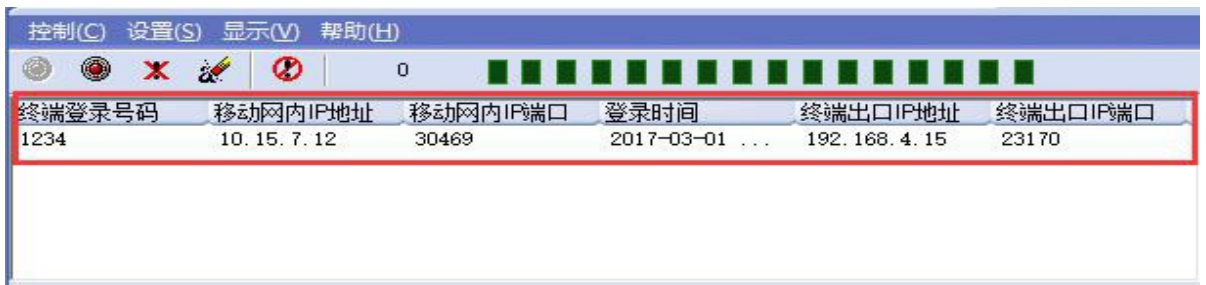 控制(C) 设置(S) 显示(V) 帮助(H)
0
终端登录号码 移动网内IP地址 移动网内IP端口 登录时间 终端出口IP地址 终端出口IP端口
1234 10.15.7.12 30469 2017-03-01 ... 192.168.4.15 23170